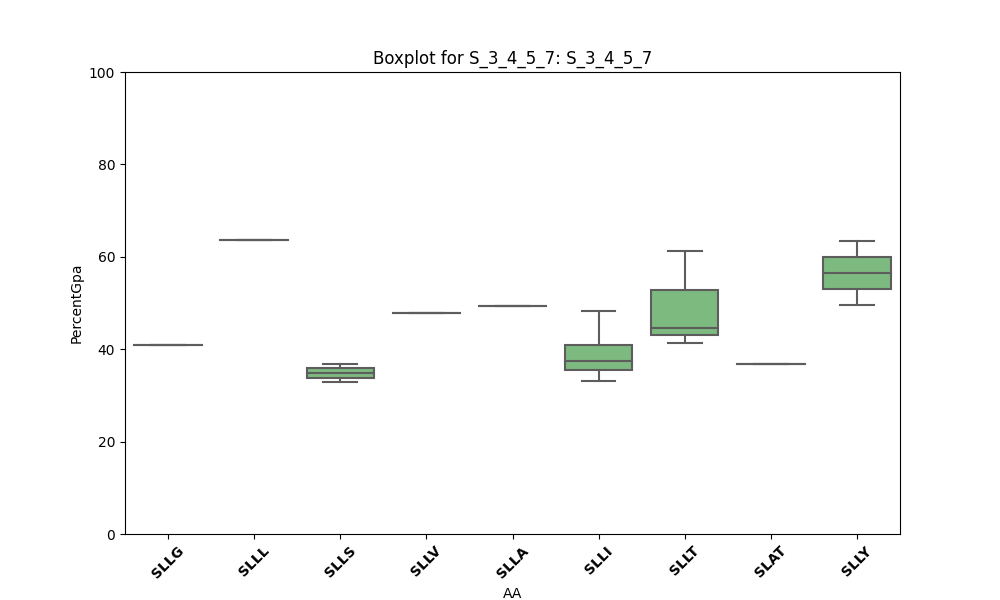 Boxplot for S_3_4_5_7: S_3_4_5_7
PercentGpa
100
80
60
40
20
0
SLLG SLLL SLLS SLLV SLLA SLLI SLLT SLAT SLLY
AA